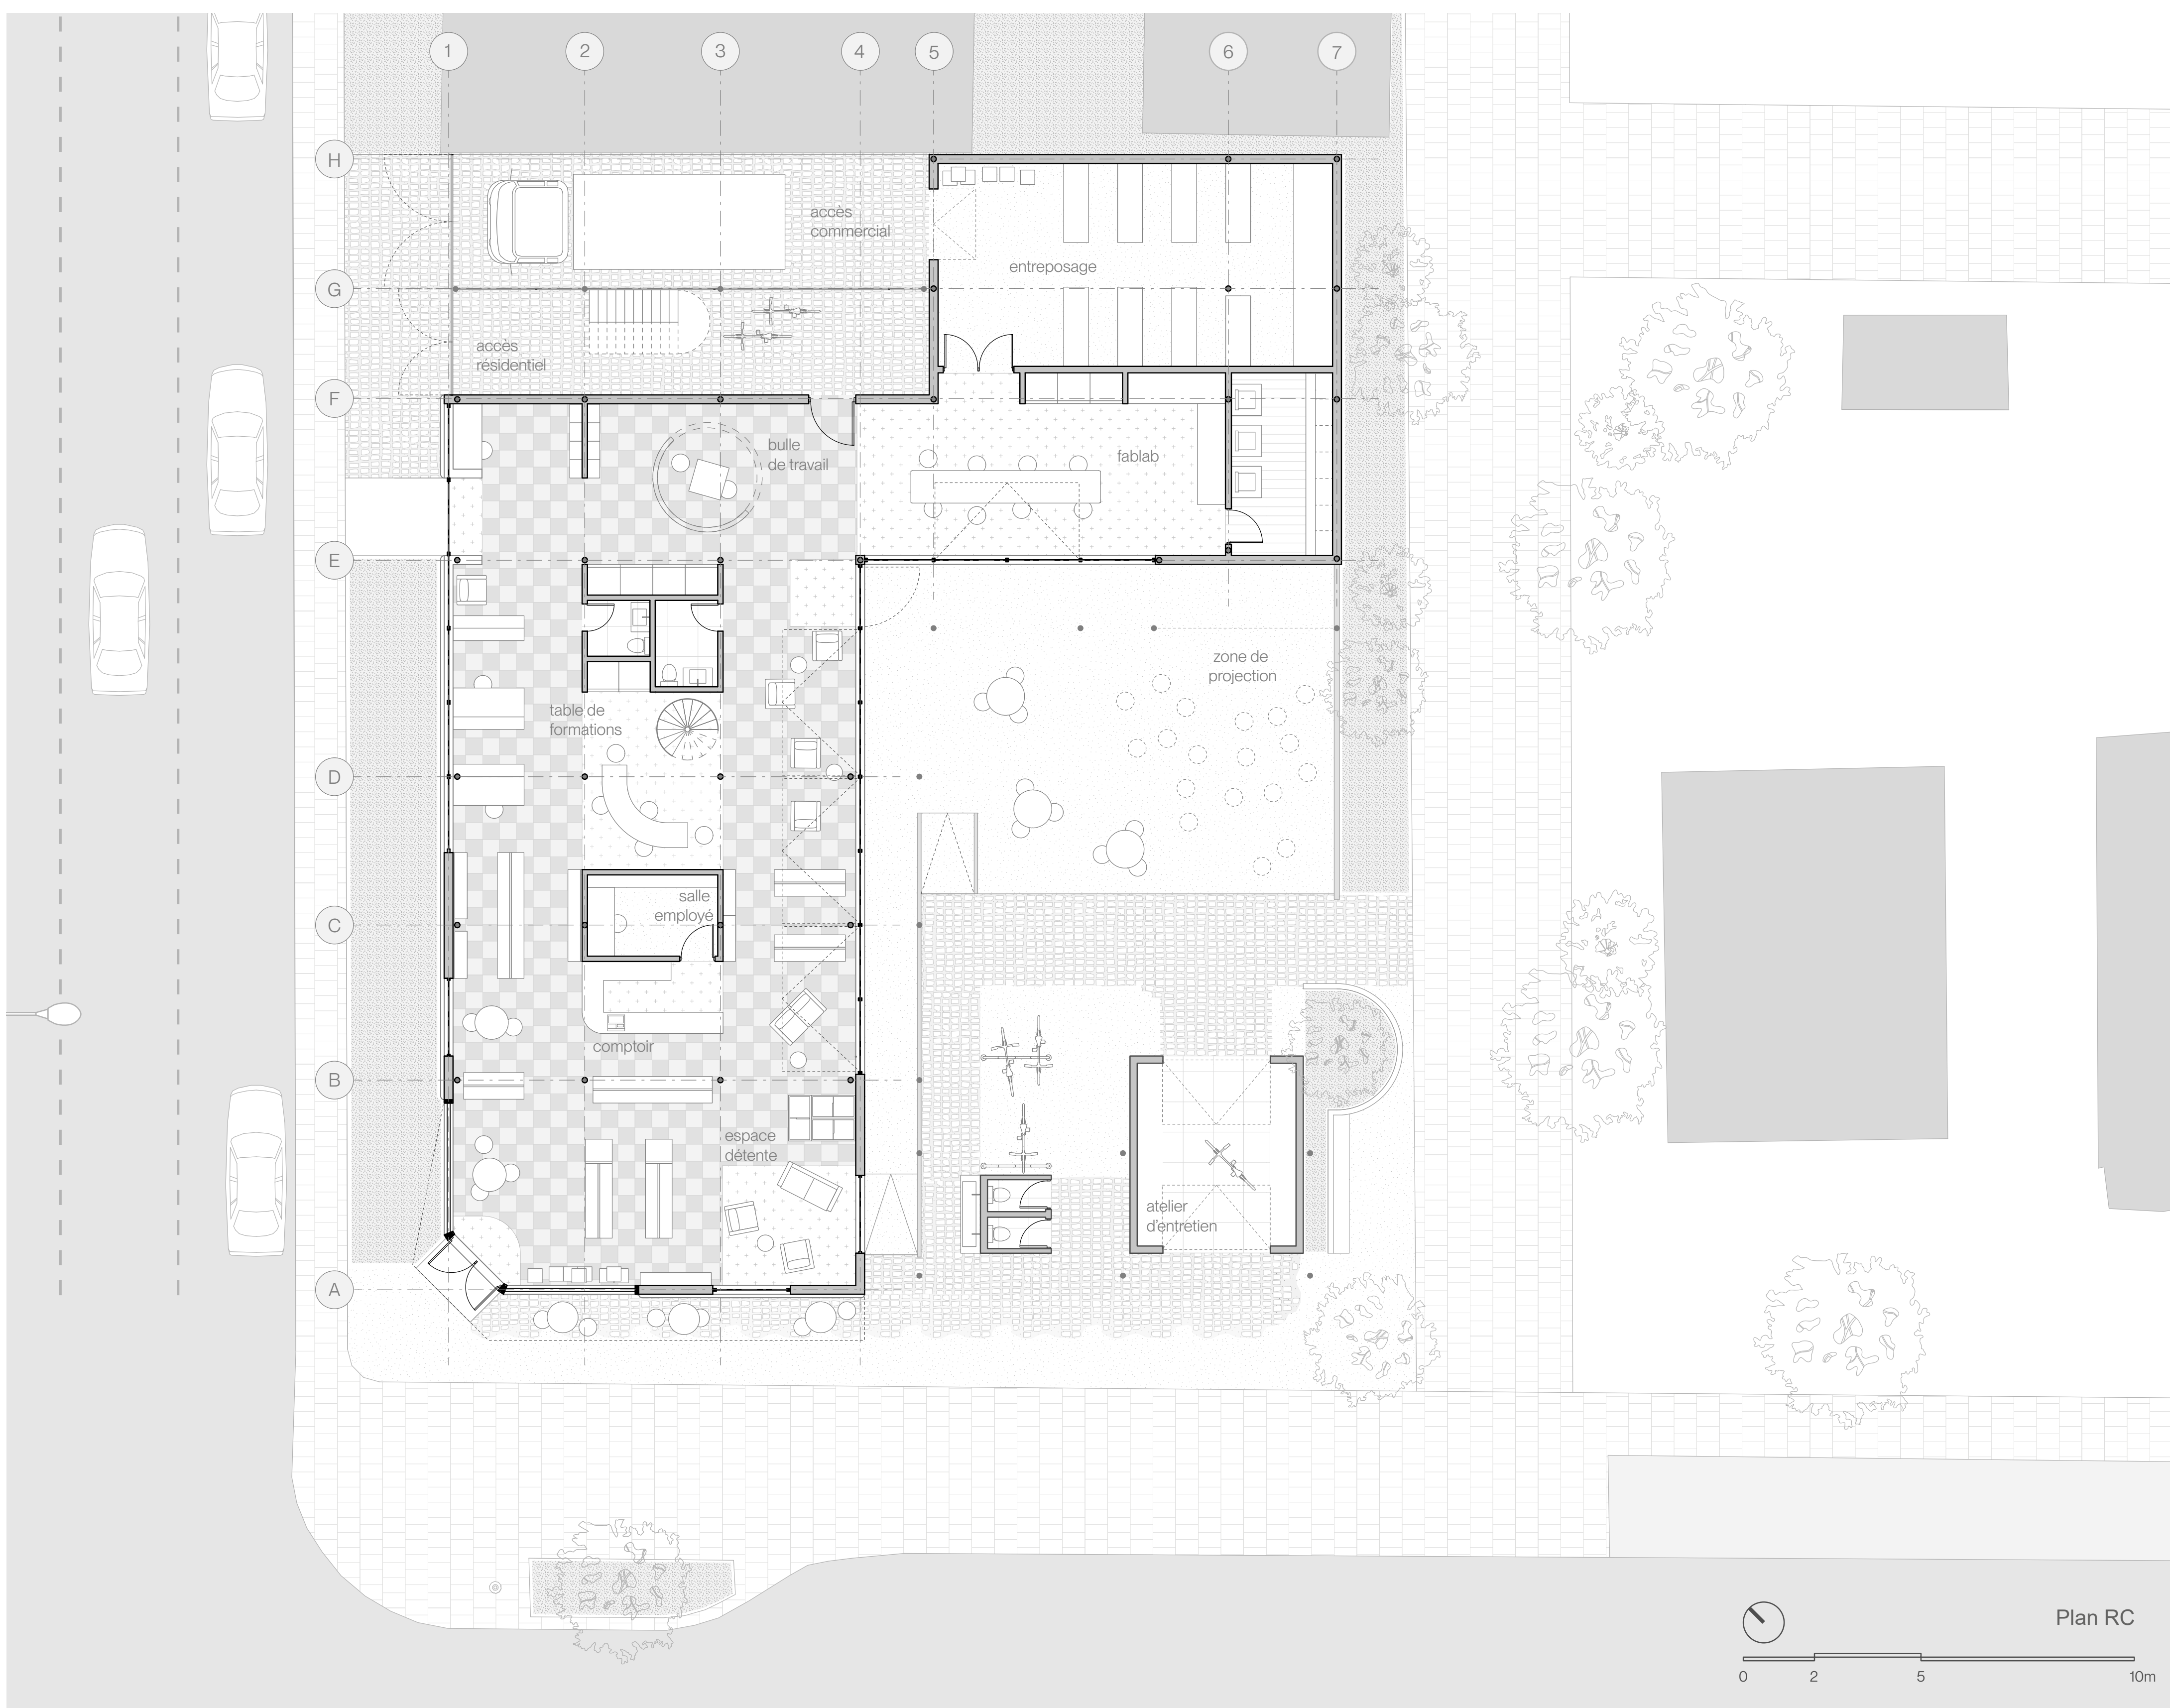 1 2 3 4 5 6 7
H
accès
commercial
entreposage
G
accès
résidentiel
F
bulle
de travail
fablab
E
zone de
projection
table de
formations
D
salle
employé
C
comptoir
B
espace
détente
atelier
d'entretien
A
Plan RC
0 2 5 10m